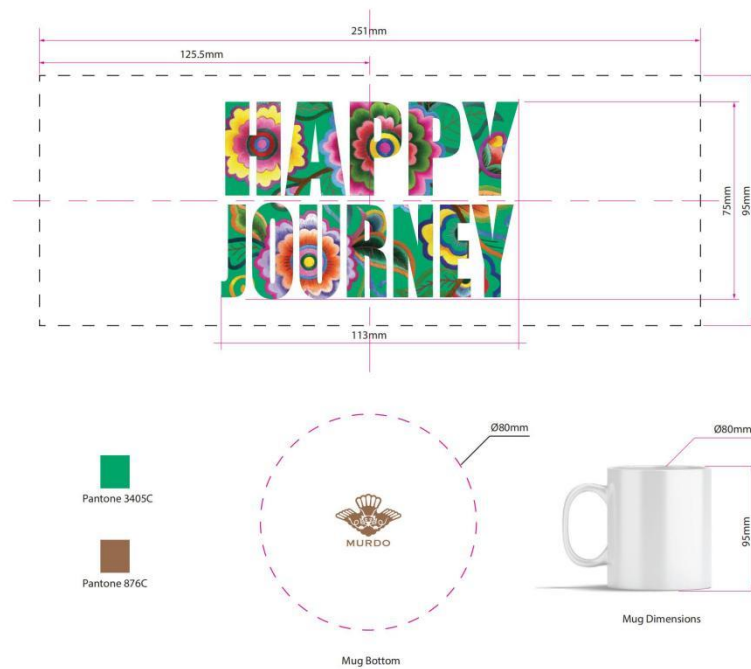 251mm
125.5mm
HAPPY
JOURNEY
75mm
95mm
113mm
Ø80mm
Ø80mm
Pantone 3405C
MURDO
95mm
Pantone 876C
Mug Dimensions
Mug Bottom